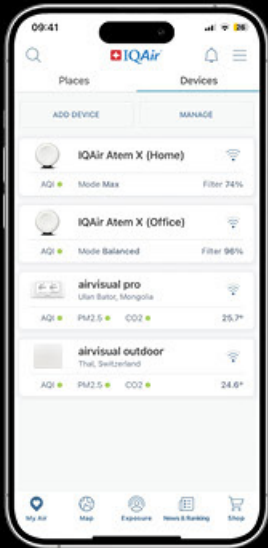 09:41
26
IQAir
Places
Devices
ADD DEVICE
MANAGE
IQAir Atem X (Home)
AQI
Mode Max
Filter 74%
IQAir Atem X (Office)
AQI
Mode Balanced
Filter 96%
airvisual pro
Ulan Bator, Mongolia
AQI
PM2.5
CO2
25.7°
airvisual outdoor
Thal, Switzerland
AQI
PM2.5
CO2
24.6°
My Air
Map
Exposure
News & Ranking
Shop